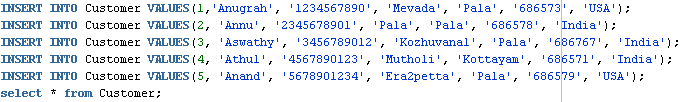 INSERT INTO Customer VALUES(1,'Anugrah', '1234567890', 'Mevada', 'Pala', '686573', 'USA');
INSERT INTO Customer VALUES(2, 'Annu', '2345678901', 'Pala', 'Pala', '686578', 'India');
INSERT INTO Customer VALUES(3, 'Aswathy', '3456789012', 'Kozhuvanal', 'Pala', '686767', 'India');
INSERT INTO Customer VALUES(4, 'Athul', '4567890123', 'Mutholi', 'Kottayam', '686571', 'India');
INSERT INTO Customer VALUES(5, 'Anand', '5678901234', 'Era2petta', 'Pala', '686579', 'USA');
select * from Customer;